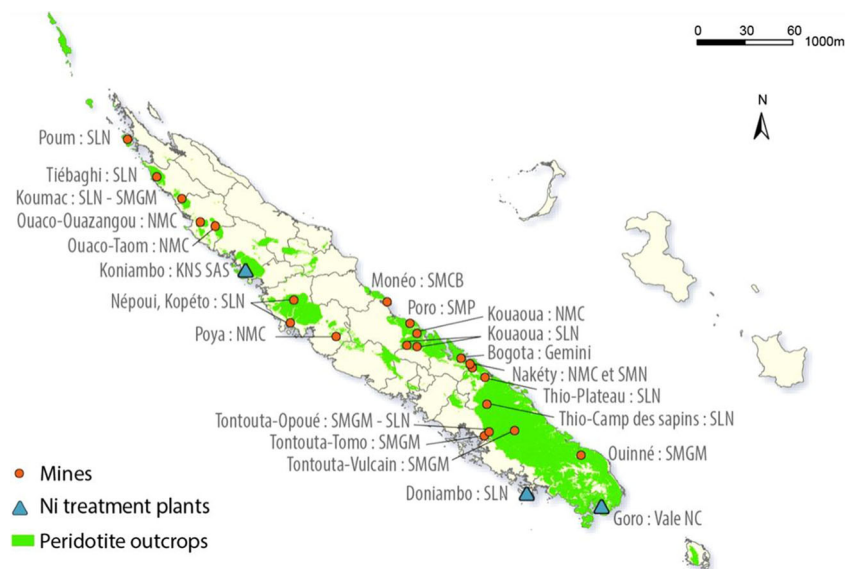 0 30 60
1000m
N
Poum : SLN
Tiébaghi : SLN
Koumac : SLN - SMGM
Ouaco-Ouazangou : NMC
Ouaco-Taom : NMC
Koniambo : KNS SAS
Népoui, Kopéto : SLN
Poya : NMC
Monéo : SMCB
Poro : SMP
Kouaoua : NMC
Kouaoua : SLN
Bogota : Gemini
Nakéty : NMC et SMN
Thio-Plateau : SLN
Thio-Camp des sapins : SLN
Tontouta-Opoué : SMGM - SLN
Tontouta-Tomo : SMGM
Tontouta-Vulcain : SMGM
Ouinné : SMGM
Doniambo : SLN
Goro : Vale NC
Mines
Ni treatment plants
Peridotite outcrops